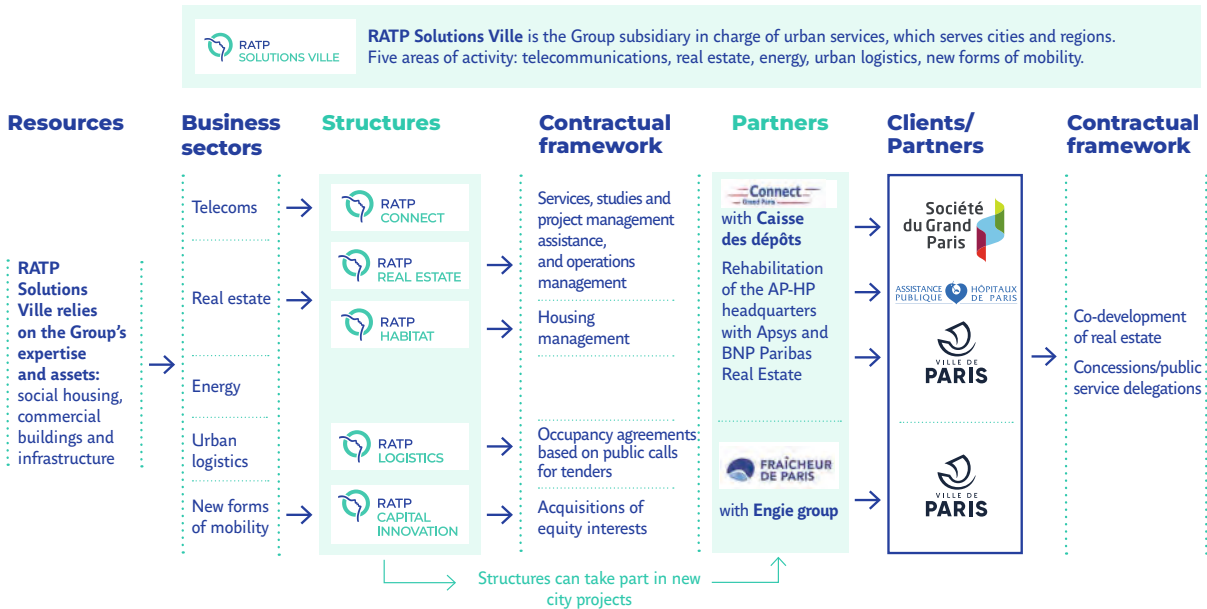 RATP
SOLUTIONS VILLE
RATP Solutions Ville is the Group subsidiary in charge of urban services, which serves cities and regions.
Five areas of activity: telecommunications, real estate, energy, urban logistics, new forms of mobility.
Resources
Business
sectors
Structures
Contractual
framework
Partners
Clients/
Partners
Contractual
framework
RATP
Solutions
Ville relies
on the Group’s
expertise
and assets:
social housing,
commercial
buildings and
infrastructure
Telecoms
Real estate
Energy
Urban
logistics
New forms
of mobility
RATP
CONNECT
RATP
REAL ESTATE
RATP
HABITAT
RATP
LOGISTICS
RATP
CAPITAL
INNOVATION
Services, studies and
project management
assistance,
and operations
management
Housing
management
Occupancy agreements
based on public calls
for tenders
Acquisitions of
equity interests
Connect
Grand Paris
with Caisse
des dépôts
Rehabilitation
of the AP-HP
headquarters
with Apsys and
BNP Paribas
Real Estate
FRAÎCHEUR
DE PARIS
with Engie group
Société
du Grand
Paris
ASSISTANCE HÔPITAUX
PUBLIQUE DE PARIS
VILLE DE
PARIS
VILLE DE
PARIS
Co-development
of real estate
Concessions/public
service delegations
Structures can take part in new
city projects